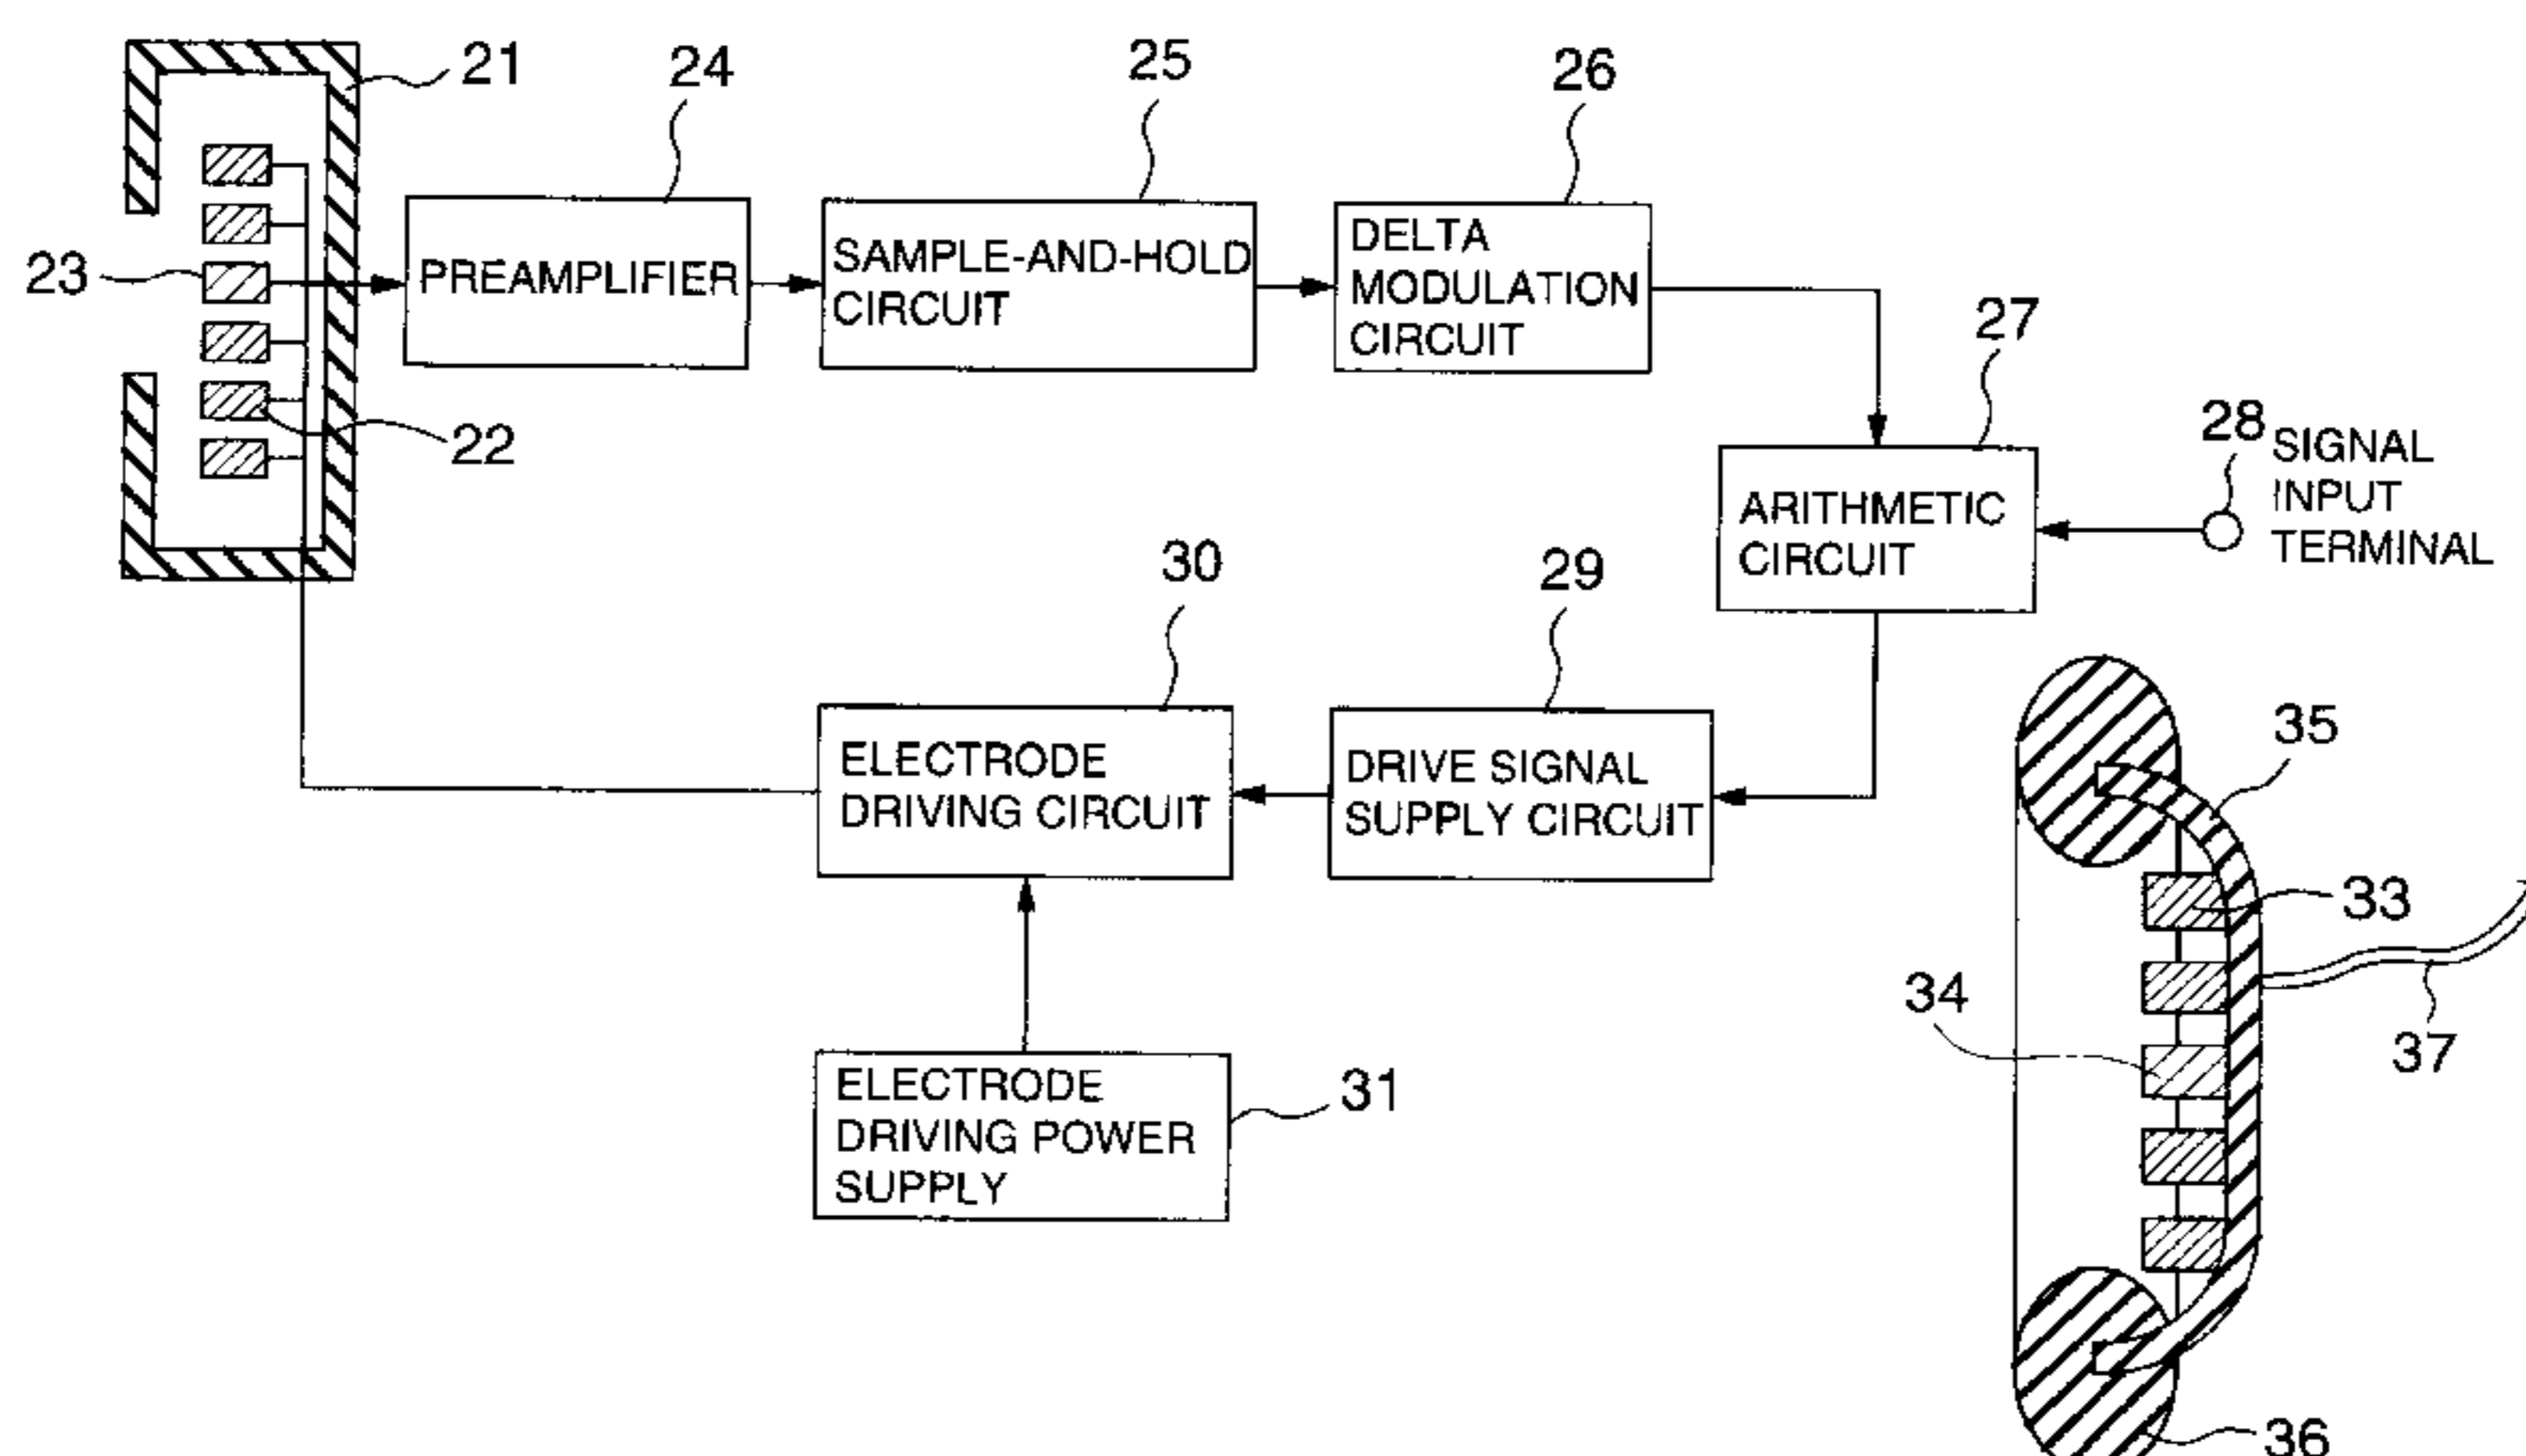 21
24
25
26
23
PREAMPLIFIER
SAMPLE-AND-HOLD
CIRCUIT
DELTA
MODULATION
CIRCUIT
27
22
28
SIGNAL
INPUT
TERMINAL
ARITHMETIC
CIRCUIT
30
29
ELECTRODE
DRIVING CIRCUIT
DRIVE SIGNAL
SUPPLY CIRCUIT
35
33
34
37
ELECTRODE
DRIVING POWER
SUPPLY
31
36